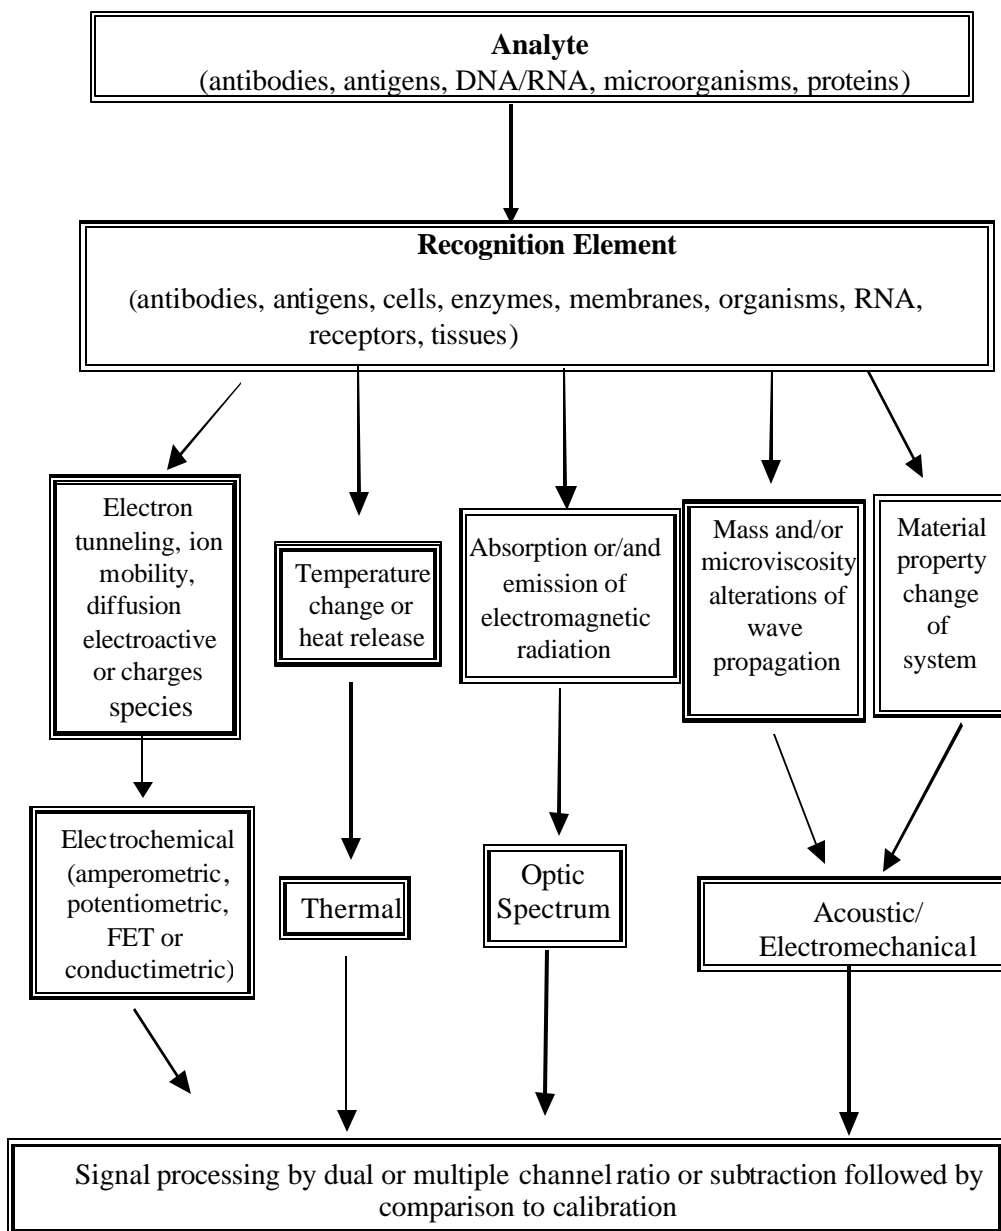 Analyte
(antibodies, antigens, DNA/RNA, microorganisms, proteins)
Recognition Element
(antibodies, antigens, cells, enzymes, membranes, organisms, RNA,
receptors, tissues)
Electron
tunneling, ion
mobility,
diffusion
electroactive
or charges
species
Temperature
change or
heat release
Absorption or/and
emission of
electromagnetic
radiation
Mass and/or
microviscosity
alterations of
wave
propagation
Material
property
change
of
system
Electrochemical
(amperometric,
potentiometric,
FET or
conductimetric)
Thermal
Optic
Spectrum
Acoustic/
Electromechanical
Signal processing by dual or multiple channel ratio or subtraction followed by
comparison to calibration